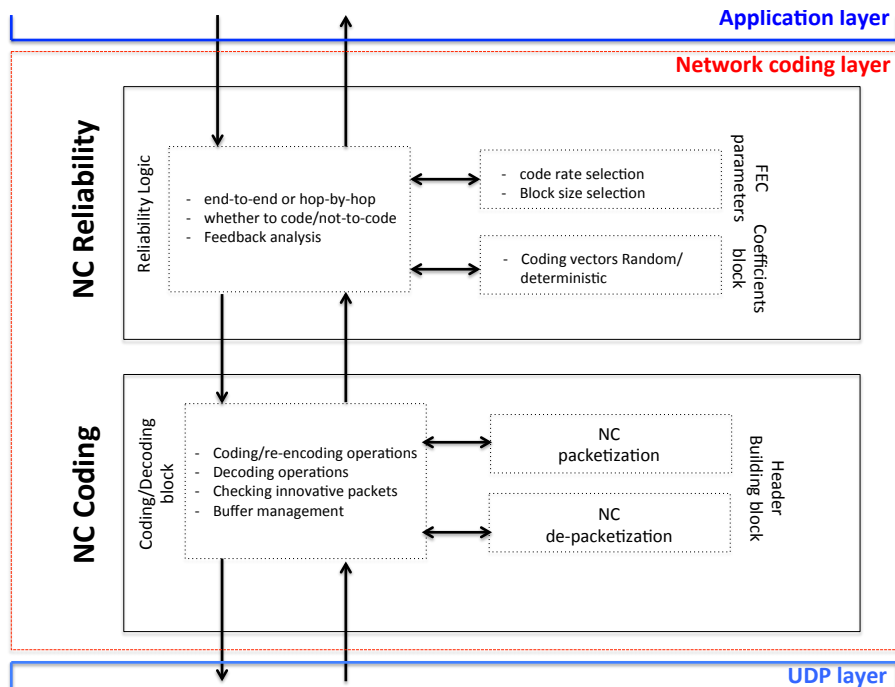 Application layer
Network coding layer
NC Reliability
Reliability Logic
- end-to-end or hop-by-hop
- whether to code/not-to-code
- Feedback analysis
- code rate selection
- Block size selection
FEC
parameters
- Coding vectors Random/
deterministic
Coefficients
block
NC Coding
Coding/Decoding
block
- Coding/re-encoding operations
- Decoding operations
- Checking innovative packets
- Buffer management
NC
packetization
NC
de-packetization
Header
Building block
UDP layer